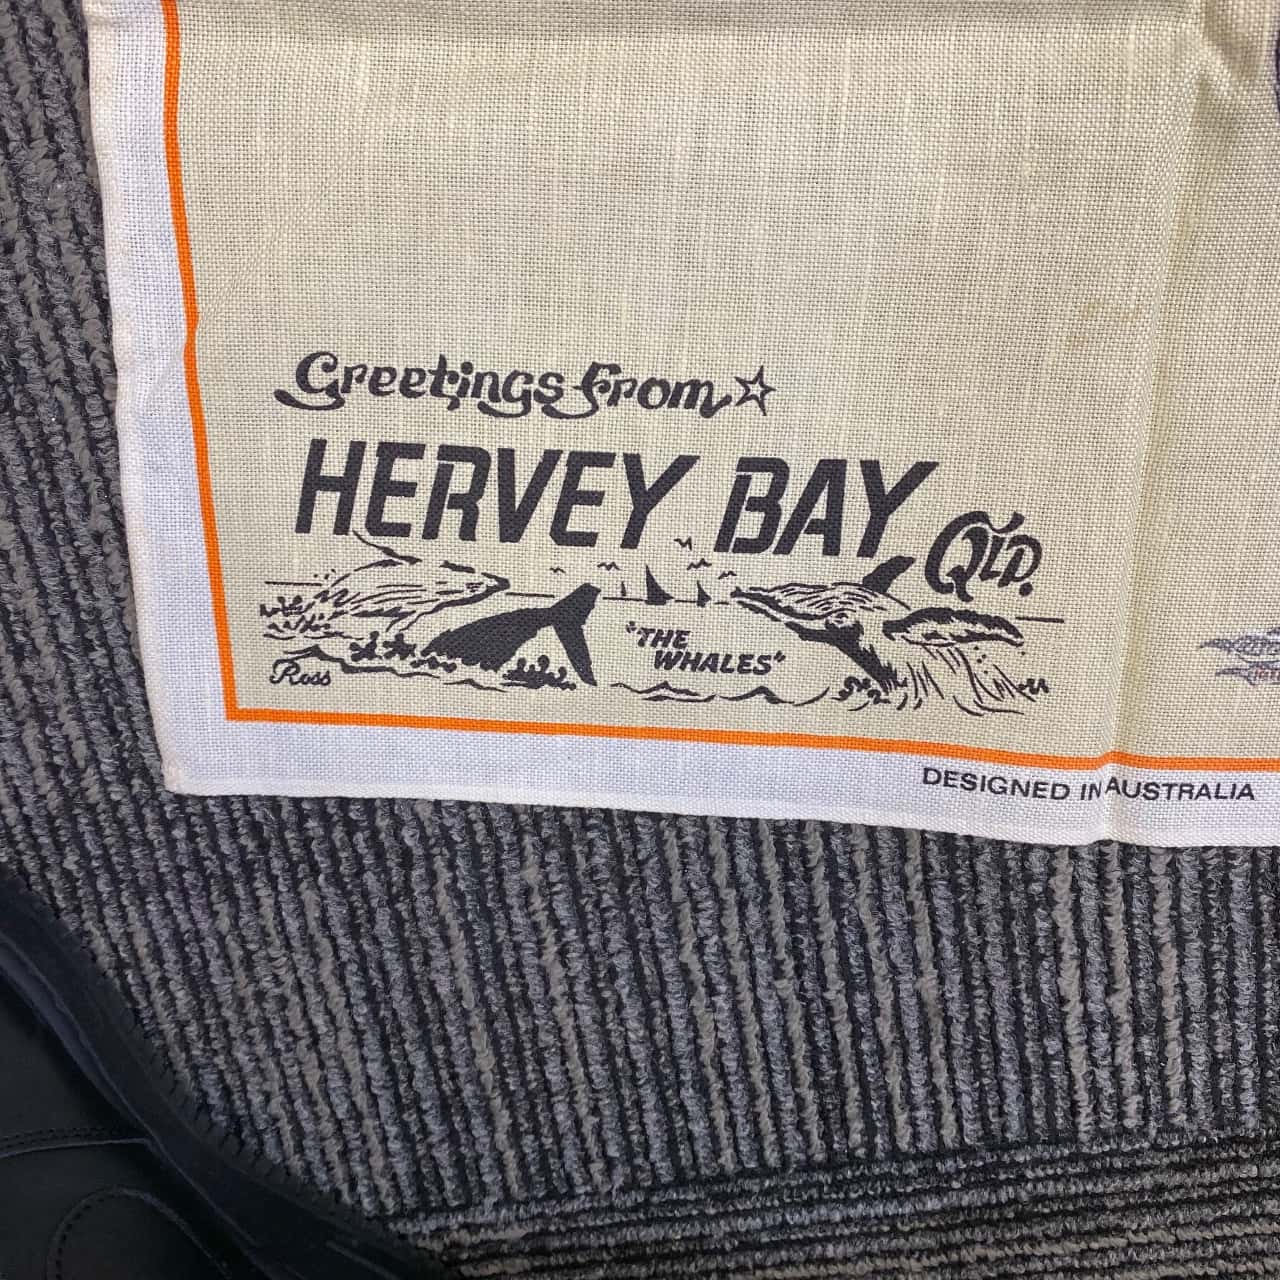 Greetings from
HERVEY BAY
QLD.
"THE
WHALES"
Ross
DESIGNED IN AUSTRALIA